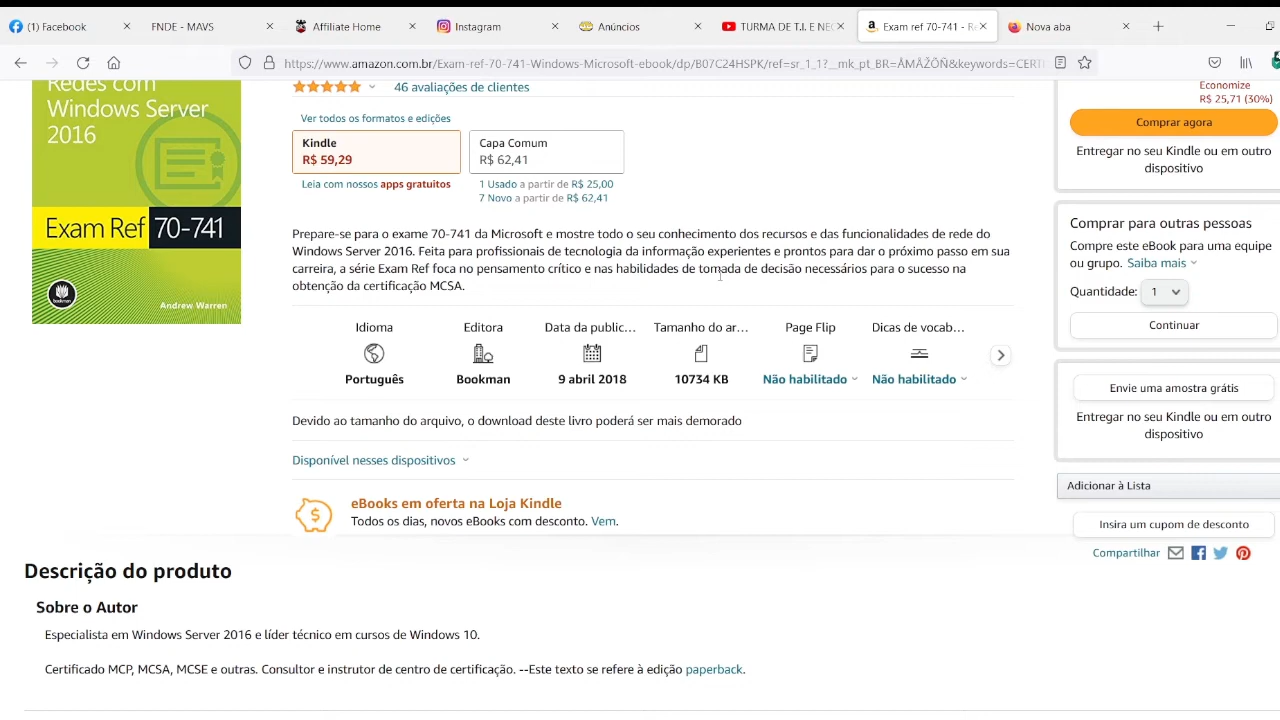 (1) Facebook
FNDE - MAVS
Affiliate Home
Instagram
Anúncios
TURMA DE T.I. E NEC
Exam ref 70-741 - Re
Nova aba
https://www.amazon.com.br/Exam-ref-70-741-Windows-Microsoft-ebook/dp/B07C24HSPK/ref=sr_1_1?__mk_pt_BR=ÅMÅŽÕÑ&keywords=CERT
Redes com
Windows Server
2016
Exam Ref 70-741
bookman
Andrew Warren
46 avaliações de clientes
Ver todos os formatos e edições
Kindle
R$ 59,29
Leia com nossos apps gratuitos
Capa Comum
R$ 62,41
1 Usado a partir de R$ 25,00
7 Novo a partir de R$ 62,41
Prepare-se para o exame 70-741 da Microsoft e mostre todo o seu conhecimento dos recursos e das funcionalidades de rede do
Windows Server 2016. Feita para profissionais de tecnologia da informação experientes e prontos para dar o próximo passo em sua
carreira, a série Exam Ref foca no pensamento crítico e nas habilidades de tomada de decisão necessários para o sucesso na
obtenção da certificação MCSA.
Idioma
Português
Editora
Bookman
Data da public...
9 abril 2018
Tamanho do ar...
10734 KB
Page Flip
Não habilitado
Dicas de vocab...
Não habilitado
Devido ao tamanho do arquivo, o download deste livro poderá ser mais demorado
Disponível nesses dispositivos
eBooks em oferta na Loja Kindle
Todos os dias, novos eBooks com desconto. Vem.
Economize
R$ 25,71 (30%)
Comprar agora
Entregar no seu Kindle ou em outro
dispositivo
Comprar para outras pessoas
Compre este eBook para uma equipe
ou grupo. Saiba mais
Quantidade: 1
Continuar
Envie uma amostra grátis
Entregar no seu Kindle ou em outro
dispositivo
Adicionar à Lista
Insira um cupom de desconto
Compartilhar
Descrição do produto
Sobre o Autor
Especialista em Windows Server 2016 e líder técnico em cursos de Windows 10.
Certificado MCP, MCSA, MCSE e outras. Consultor e instrutor de centro de certificação. --Este texto se refere à edição paperback.